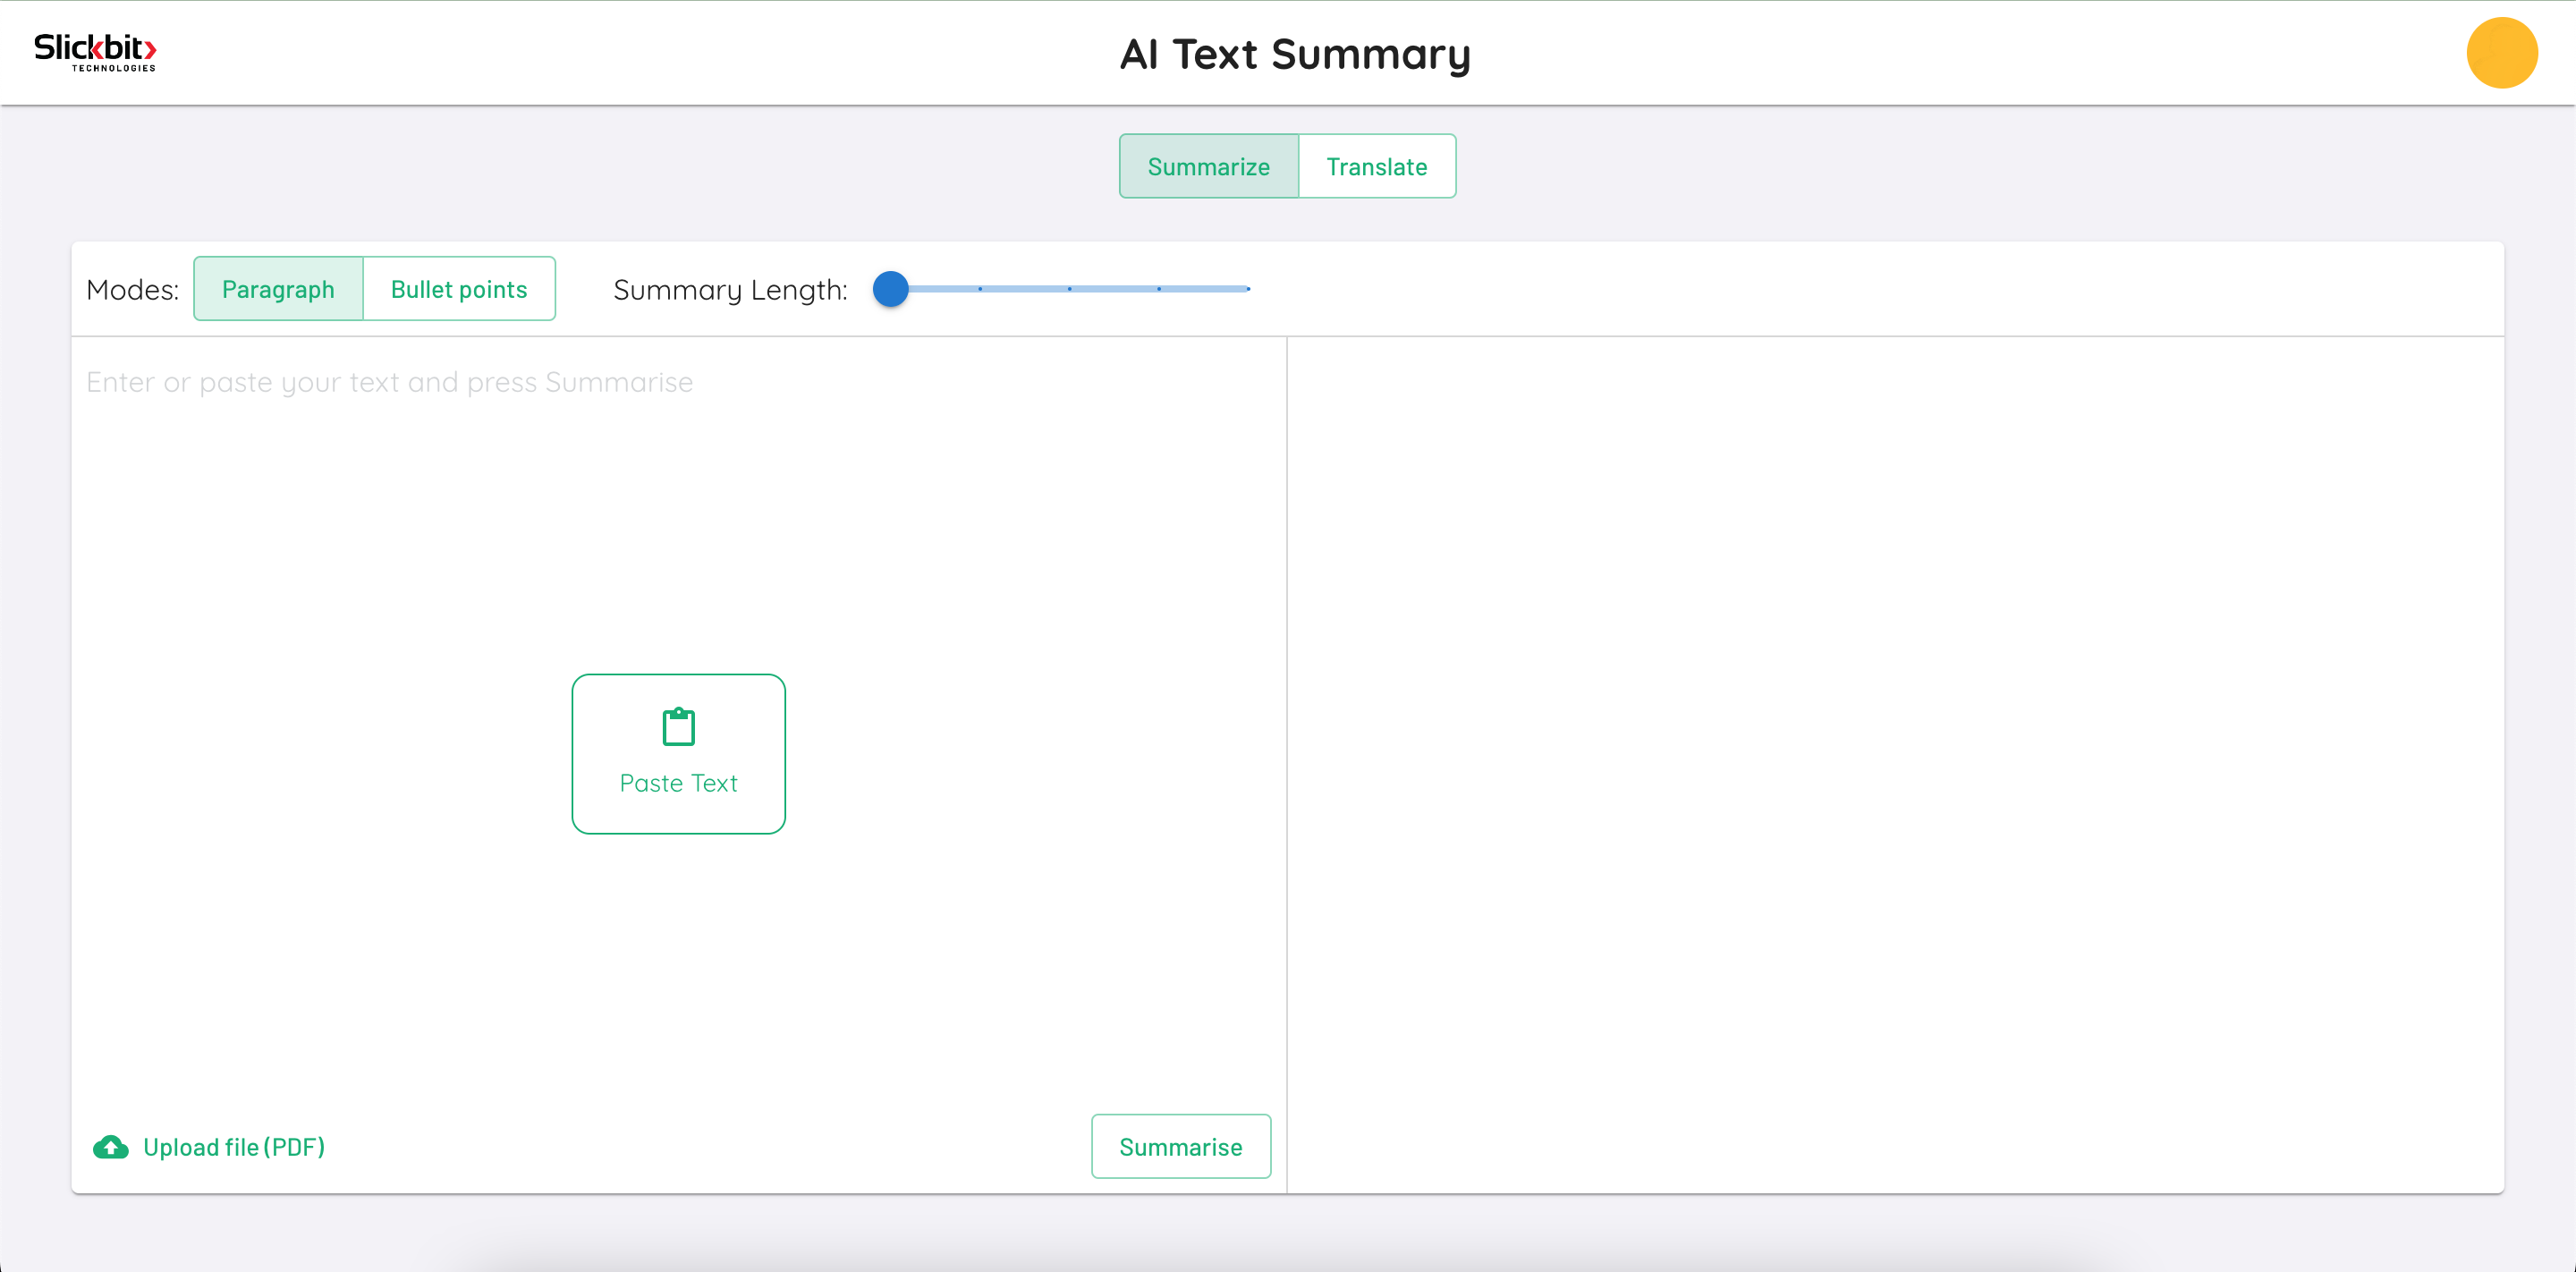 Slickbit
TECHNOLOGIES
AI Text Summary
Summarize
Translate
Modes:
Paragraph
Bullet points
Summary Length:
Enter or paste your text and press Summarise
Paste Text
Upload file (PDF)
Summarise